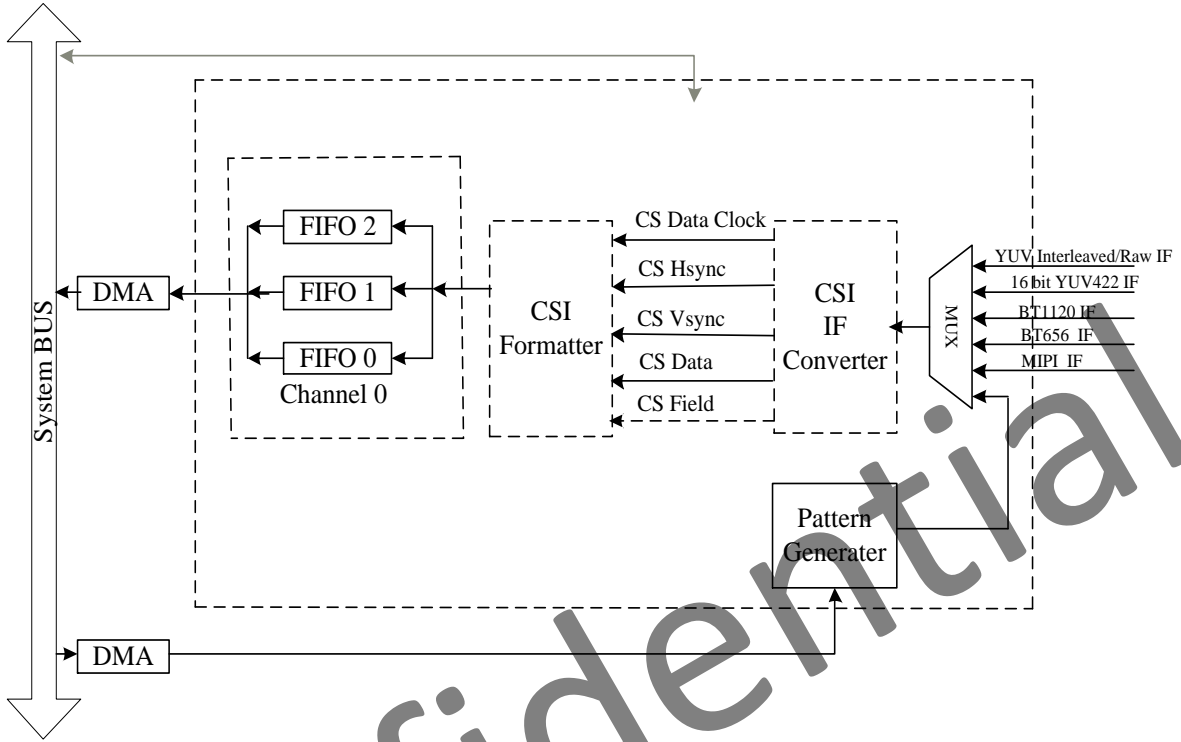 System BUS
DMA
FIFO 2
FIFO 1
FIFO 0
Channel 0
CSI
Formatter
CS Data Clock
CS Hsync
CS Vsync
CS Data
CS Field
CSI
IF
Converter
MUX
YUV Interleaved/Raw IF
16 bit YUV422 IF
BT1120 IF
BT656 IF
MIPI IF
Pattern
Generater
DMA
fidential